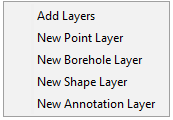 Add Layers
New Point Layer
New Borehole Layer
New Shape Layer
New Annotation Layer